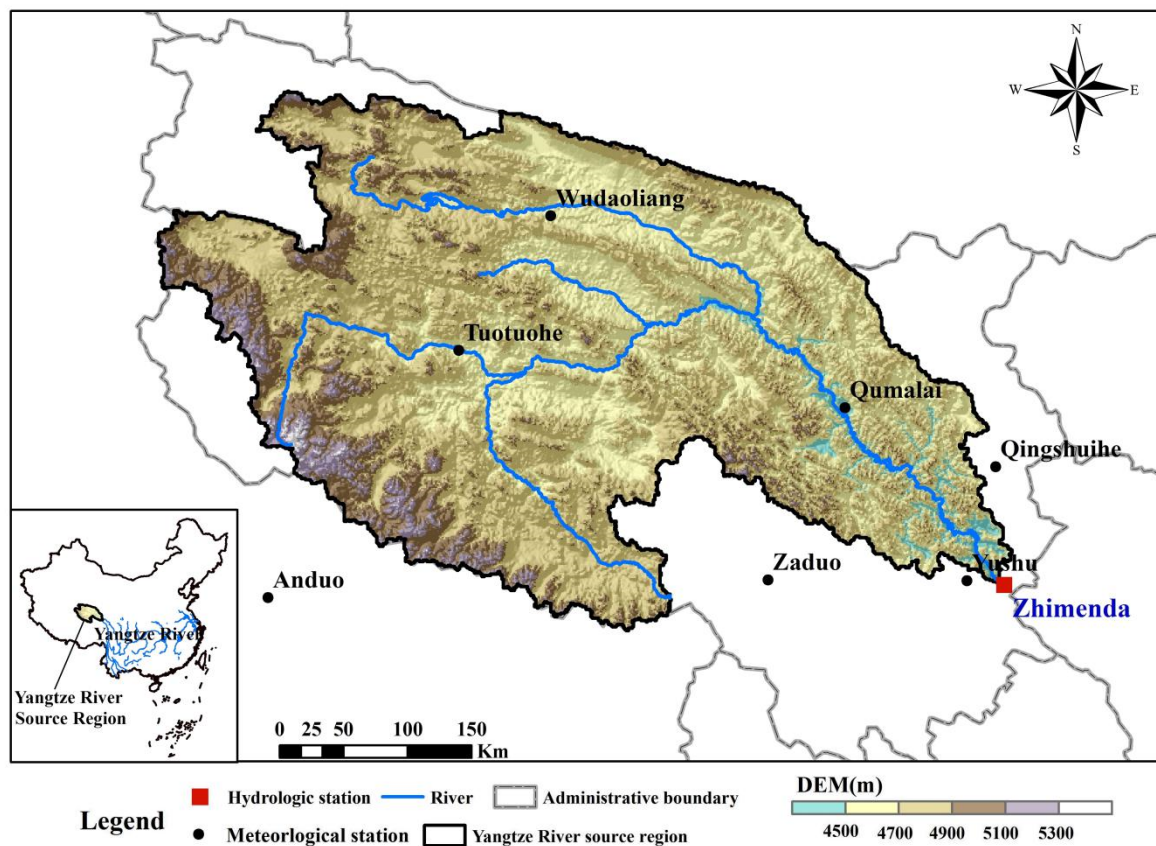 N
W
E
S
Wudaoliang
Tuotuohe
Qumalai
Qingshuihe
Anduo
Zaduo
Yushu
Zhimenda
Yangtze River
Yangtze River
Source Region
0 25 50 100 150
Km
DEM(m)
4500 4700 4900 5100 5300
Legend
Hydrologic station
River
Administrative boundary
Meteorlogical station
Yangtze River source region